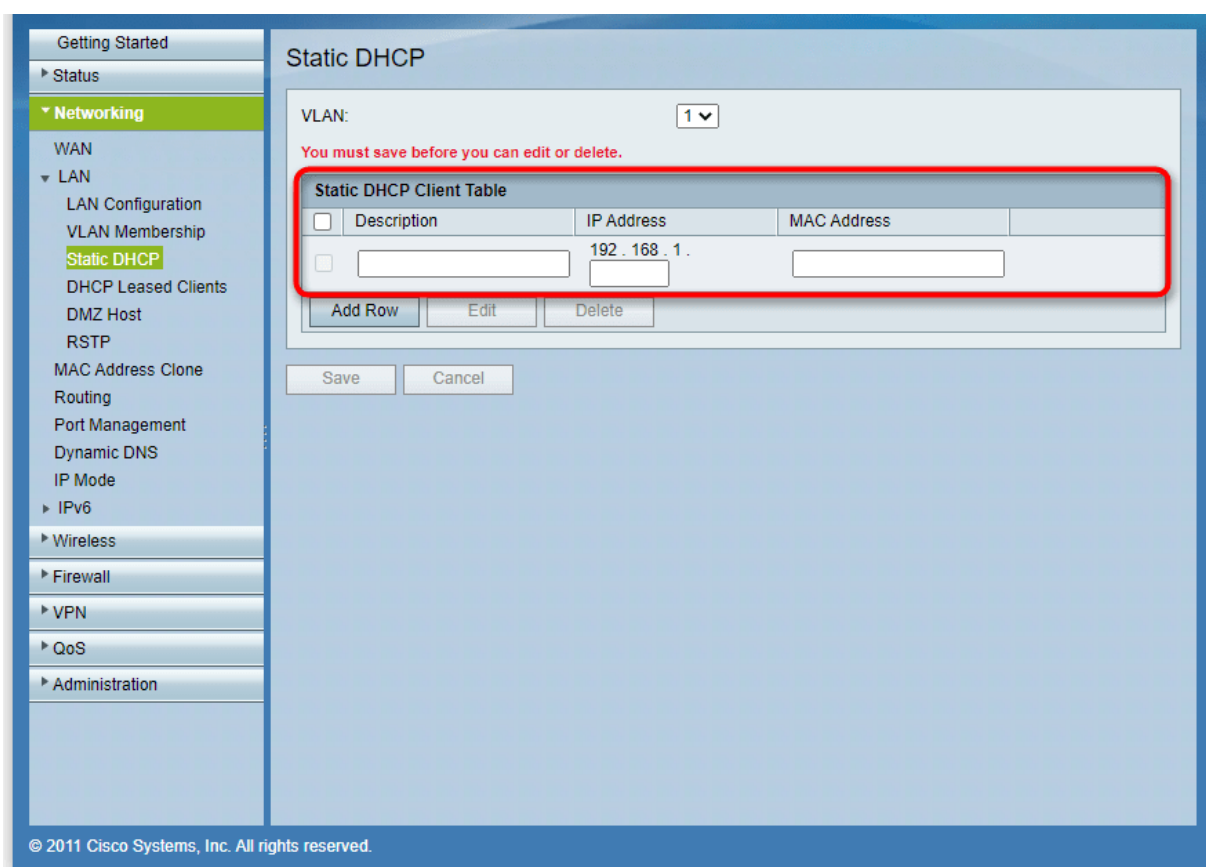 Getting Started
Status
Networking
WAN
LAN
LAN Configuration
VLAN Membership
Static DHCP
DHCP Leased Clients
DMZ Host
RSTP
MAC Address Clone
Routing
Port Management
Dynamic DNS
IP Mode
IPv6
Wireless
Firewall
VPN
QoS
Administration
Static DHCP
VLAN: 1
You must save before you can edit or delete.
Static DHCP Client Table
Description IP Address MAC Address
192 . 168 . 1 .
Add Row Edit Delete
Save Cancel
© 2011 Cisco Systems, Inc. All rights reserved.